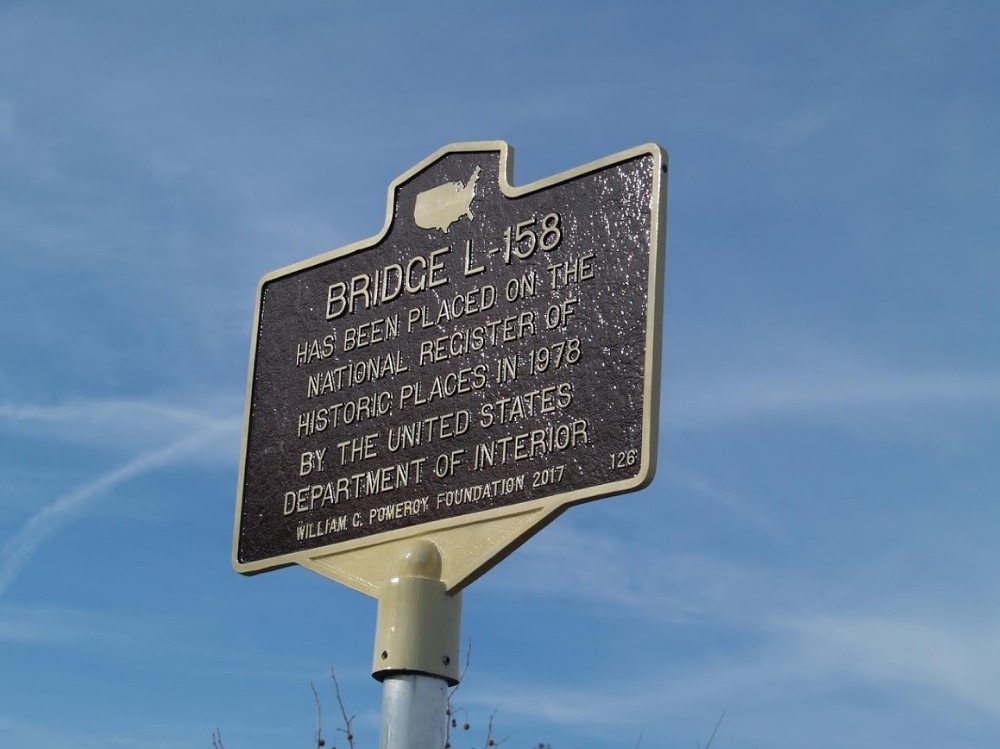 BRIDGE L-158
HAS BEEN PLACED ON THE
NATIONAL REGISTER OF
HISTORIC PLACES IN 1978
BY THE UNITED STATES
DEPARTMENT OF INTERIOR
WILLIAM G. POMEROY FOUNDATION 2017 126